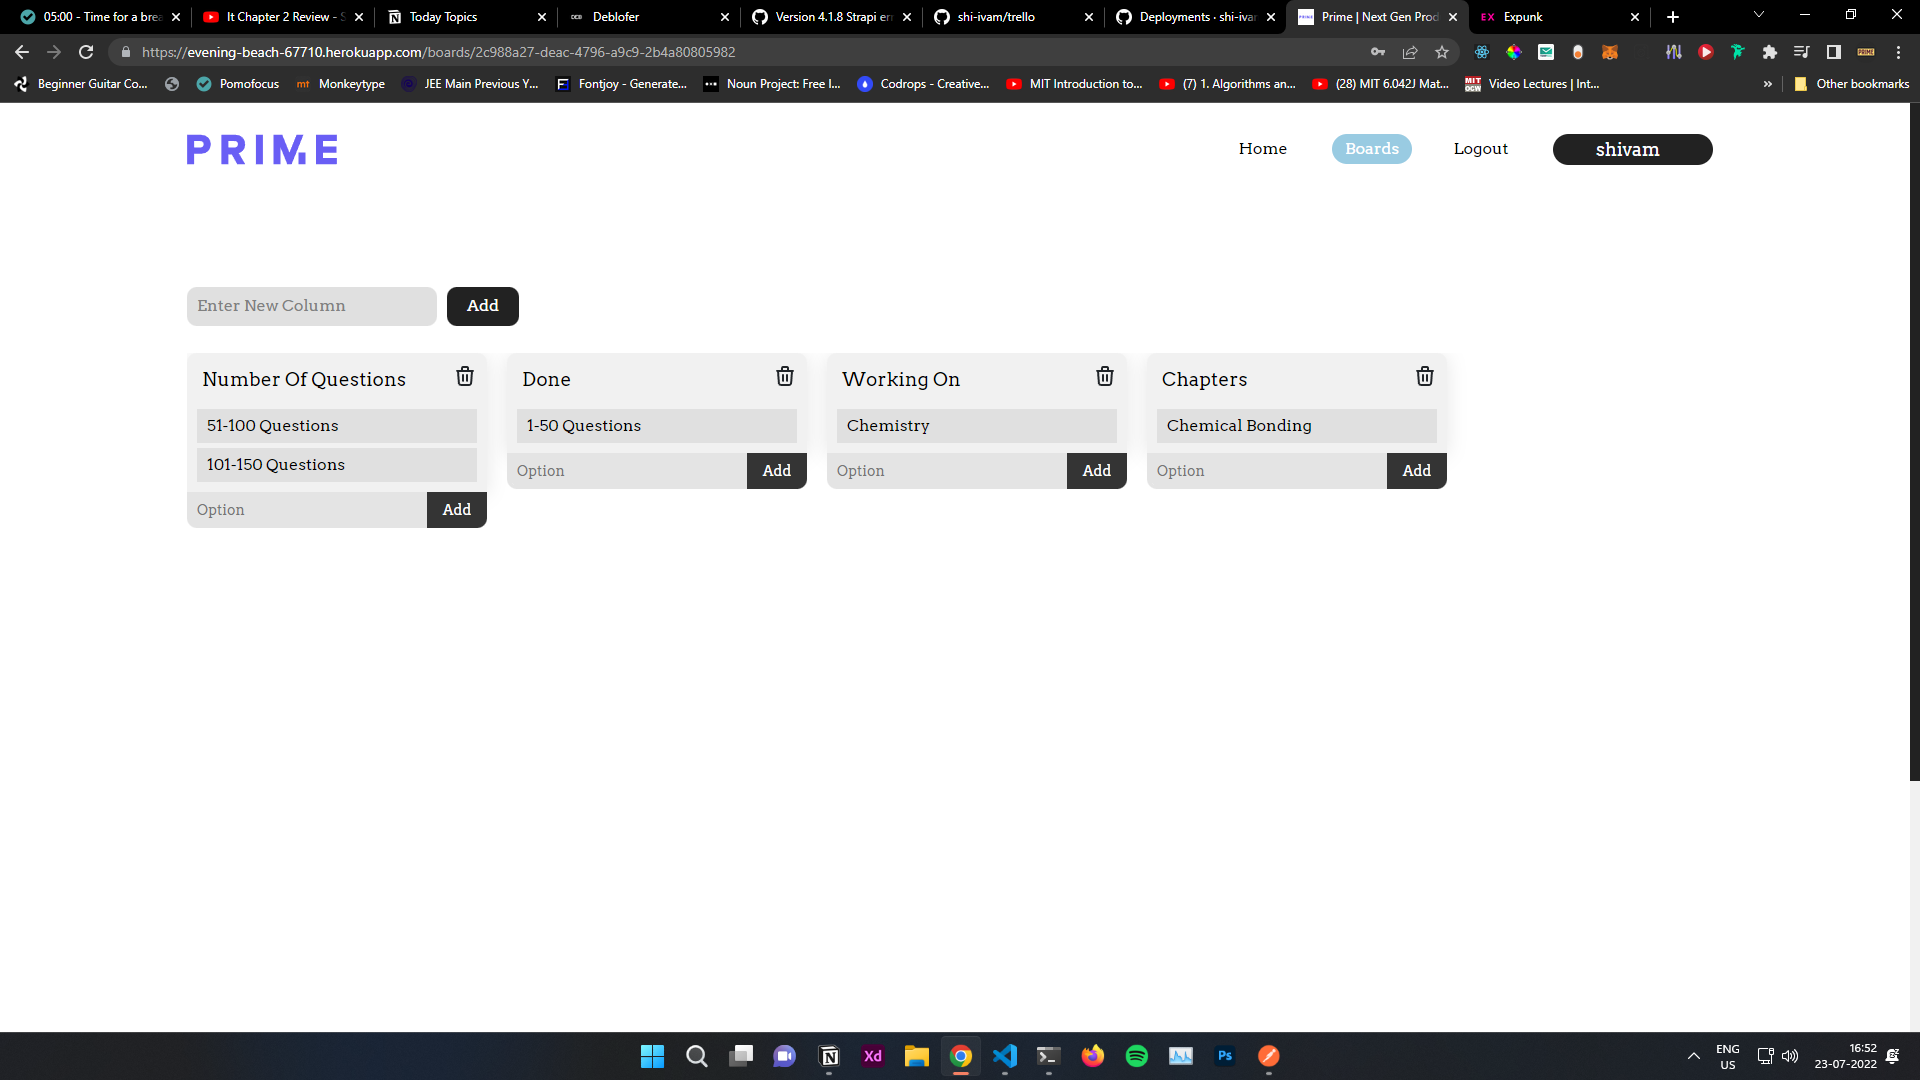 05:00 - Time for a brea
It Chapter 2 Review - S
Today Topics
Deblofer
Version 4.1.8 Strapi err
shi-ivam/trello
Deployments · shi-ivar
Prime | Next Gen Prod
Expunk
https://evening-beach-67710.herokuapp.com/boards/2c988a27-deac-4796-a9c9-2b4a80805982
Beginner Guitar Co...
Pomofocus
mt Monkeytype
JEE Main Previous Y...
Fontjoy - Generate...
Noun Project: Free I...
Codrops - Creative...
MIT Introduction to...
(7) 1. Algorithms an...
(28) MIT 6.042J Mat...
Video Lectures | Int...
»
Other bookmarks
PRIME
Home
Boards
Logout
shivam
Enter New Column
Add
Number Of Questions
51-100 Questions
101-150 Questions
Option
Add
Done
1-50 Questions
Option
Add
Working On
Chemistry
Option
Add
Chapters
Chemical Bonding
Option
Add
Xd
Ps
ENG
US
16:52
23-07-2022